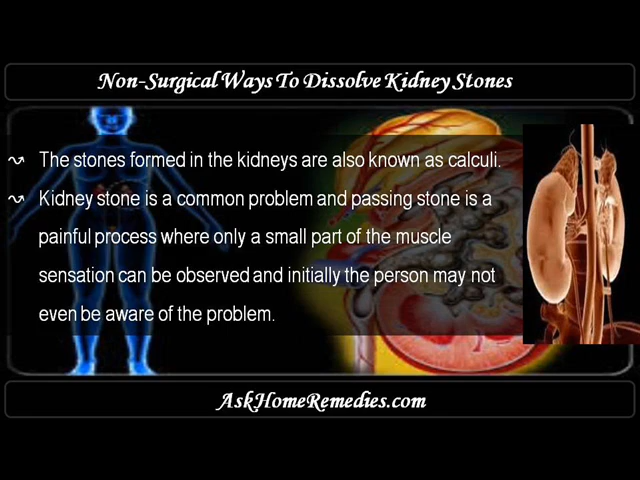 Non-Surgical Ways To Dissolve Kidney Stones
The stones formed in the kidneys are also known as calculi.
Kidney stone is a common problem and passing stone is a
painful process where only a small part of the muscle
sensation can be observed and initially the person may not
even be aware of the problem.
AskHomeRemedies.com